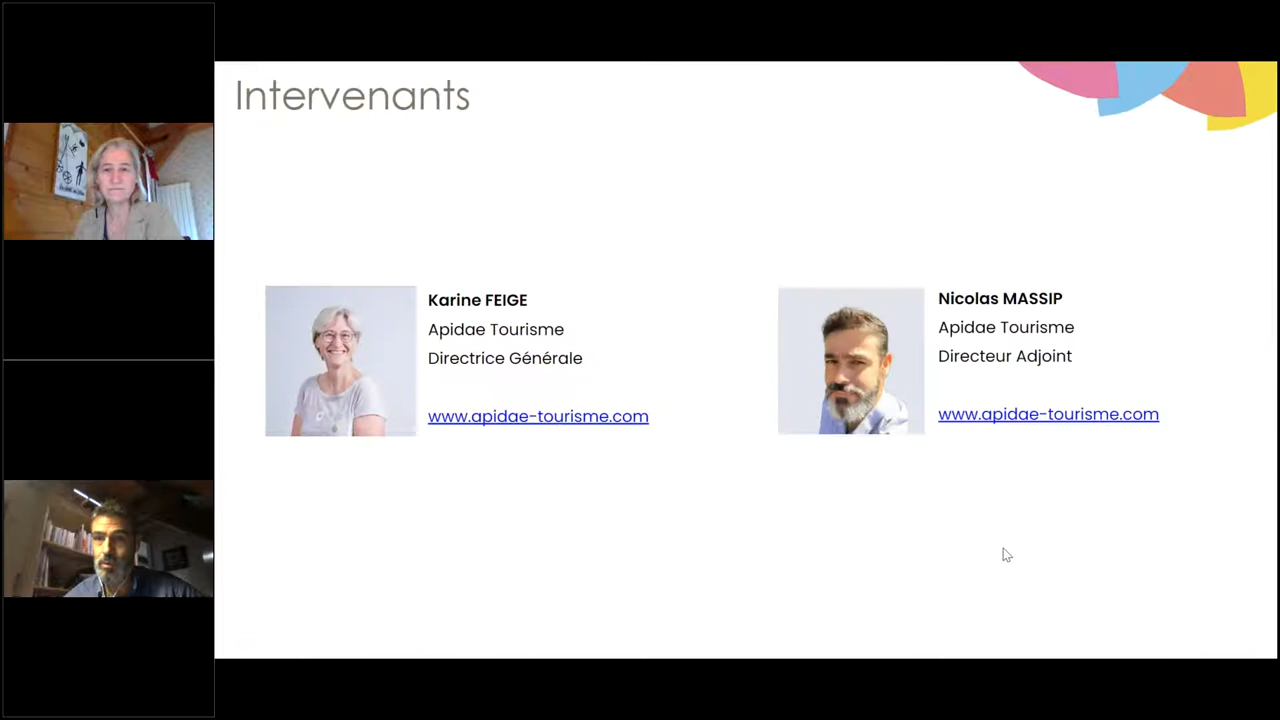 Intervenants
Karine FEIGE
Apidae Tourisme
Directrice Générale
www.apidae-tourisme.com
Nicolas MASSIP
Apidae Tourisme
Directeur Adjoint
www.apidae-tourisme.com